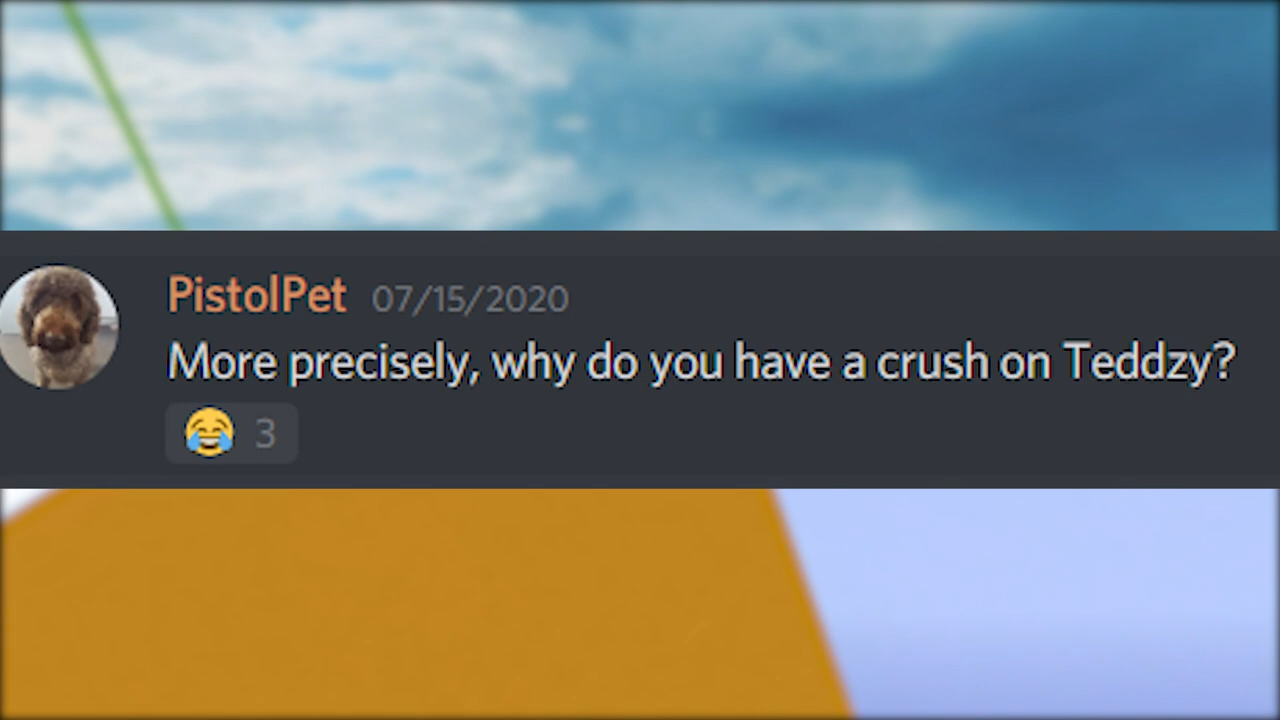 PistolPet 07/15/2020
More precisely, why do you have a crush on Teddzy?
😂 3